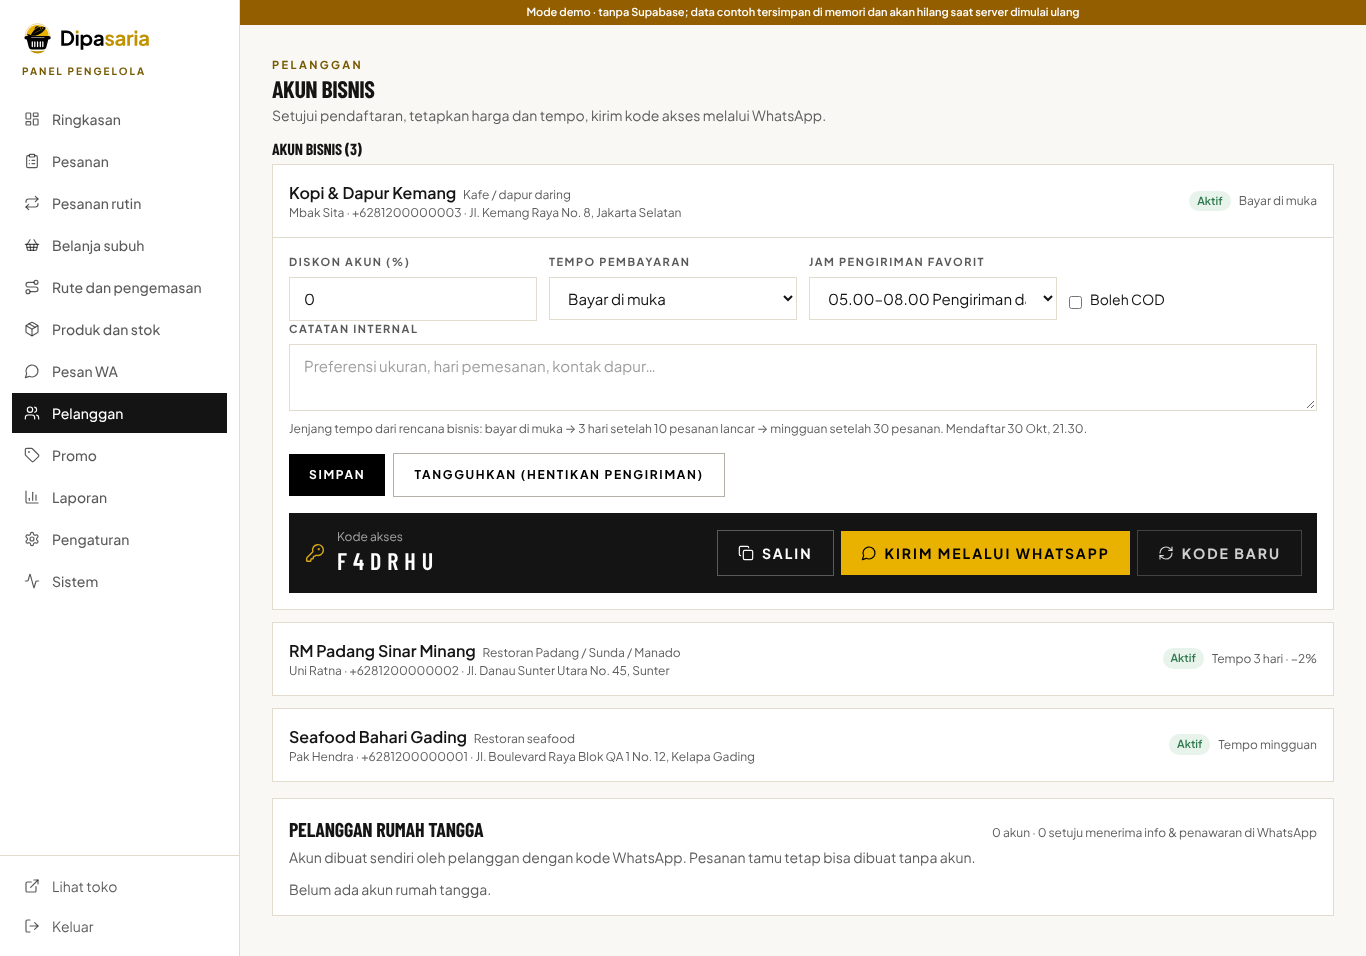 Mode demo · tanpa Supabase; data contoh tersimpan di memori dan akan hilang saat server dimulai ulang
Dipasaria
PANEL PENGELOLA
Ringkasan
Pesanan
Pesanan rutin
Belanja subuh
Rute dan pengemasan
Produk dan stok
Pesan WA
Pelanggan
Promo
Laporan
Pengaturan
Sistem
Lihat toko
Keluar
PELANGGAN
AKUN BISNIS
Setujui pendaftaran, tetapkan harga dan tempo, kirim kode akses melalui WhatsApp.
AKUN BISNIS (3)
Kopi & Dapur Kemang Kafe / dapur daring
Mbak Sita · +6281200000003 · Jl. Kemang Raya No. 8, Jakarta Selatan
Aktif Bayar di muka
DISKON AKUN (%) TEMPO PEMBAYARAN JAM PENGIRIMAN FAVORIT
0 Bayar di muka 05.00–08.00 Pengiriman da Boleh COD
CATATAN INTERNAL
Preferensi ukuran, hari pemesanan, kontak dapur…
Jenjang tempo dari rencana bisnis: bayar di muka → 3 hari setelah 10 pesanan lancar → mingguan setelah 30 pesanan. Mendaftar 30 Okt, 21.30.
SIMPAN TANGGUHKAN (HENTIKAN PENGIRIMAN)
Kode akses
F4DRHU
SALIN KIRIM MELALUI WHATSAPP KODE BARU
RM Padang Sinar Minang Restoran Padang / Sunda / Manado
Uni Ratna · +6281200000002 · Jl. Danau Sunter Utara No. 45, Sunter
Aktif Tempo 3 hari · −2%
Seafood Bahari Gading Restoran seafood
Pak Hendra · +6281200000001 · Jl. Boulevard Raya Blok QA 1 No. 12, Kelapa Gading
Aktif Tempo mingguan
PELANGGAN RUMAH TANGGA
0 akun · 0 setuju menerima info & penawaran di WhatsApp
Akun dibuat sendiri oleh pelanggan dengan kode WhatsApp. Pesanan tamu tetap bisa dibuat tanpa akun.
Belum ada akun rumah tangga.